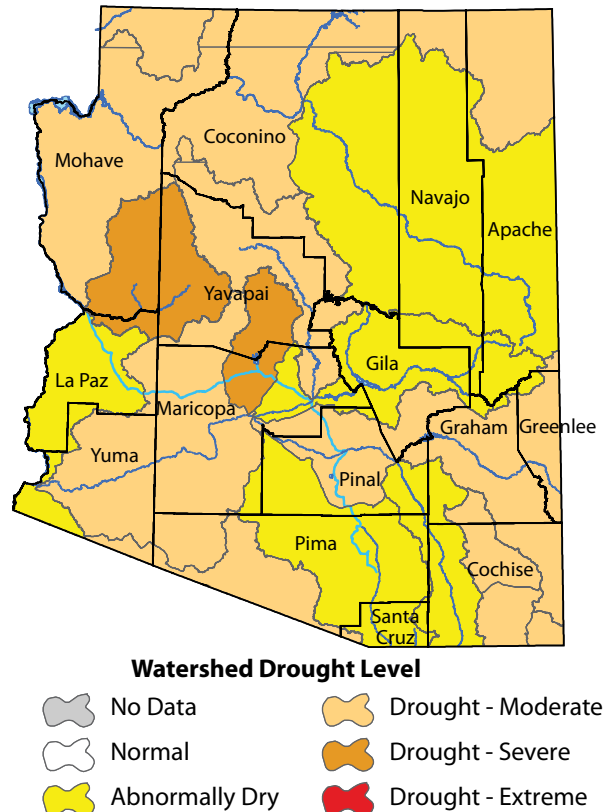 Coconino
Mohave
Navajo
Apache
Yavapai
Gila
La Paz
Maricopa
Graham
Greenlee
Yuma
Pinal
Pima
Cochise
Santa
Cruz
Watershed Drought Level
No Data
Drought - Moderate
Normal
Drought - Severe
Abnormally Dry
Drought - Extreme